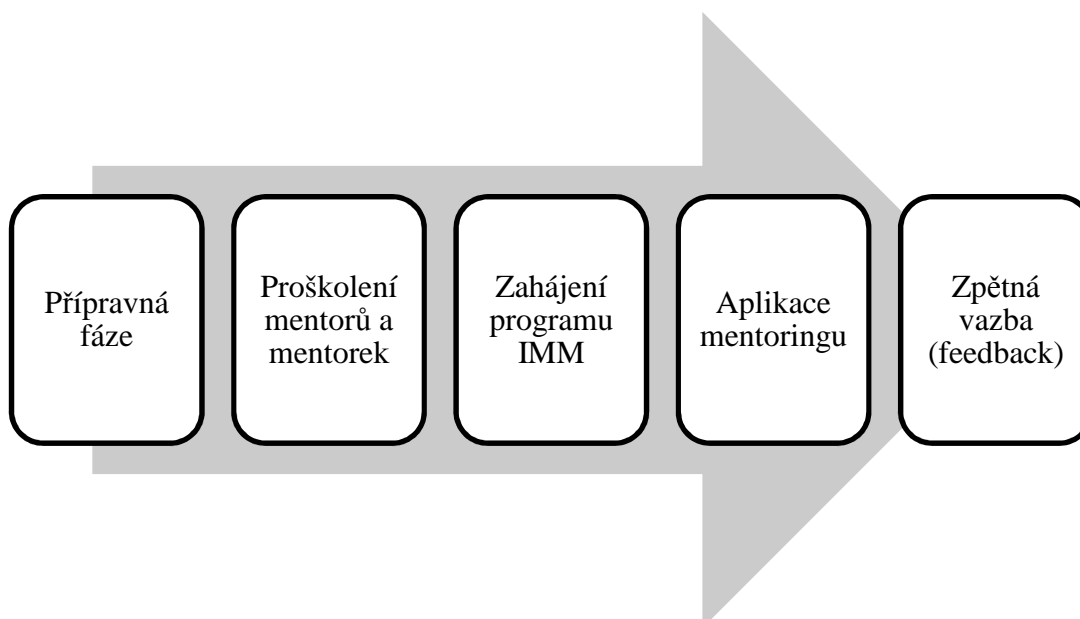 Přípravná
fáze
Proškolení
mentorů a
mentorek
Zahájení
programu
IMM
Aplikace
mentoringu
Zpětná
vazba
(feedback)